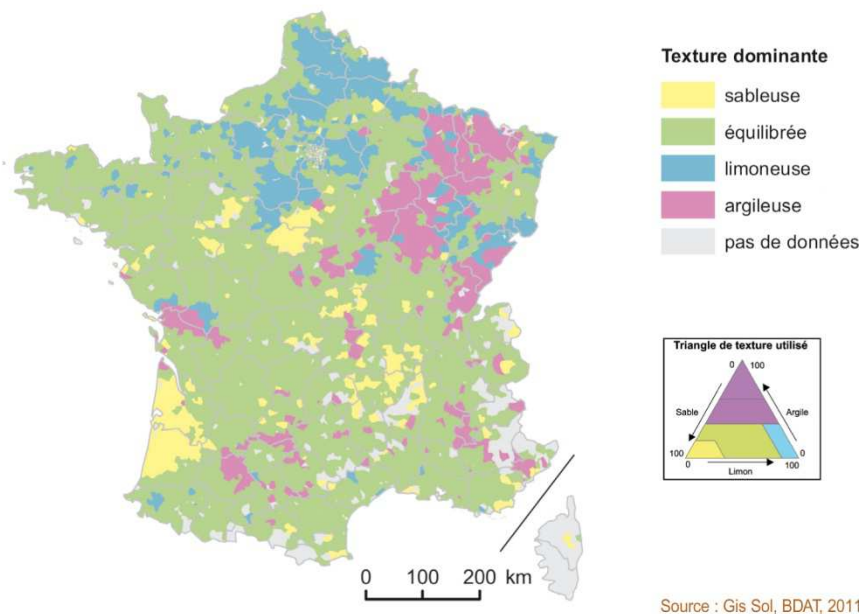 Texture dominante
sableuse
équilibrée
limoneuse
argileuse
pas de données
Triangle de texture utilisé
0 100
Sable
Argile
100 0
0 100
Limon
0 100 200 km
Source : Gis Sol, BDAT, 2011